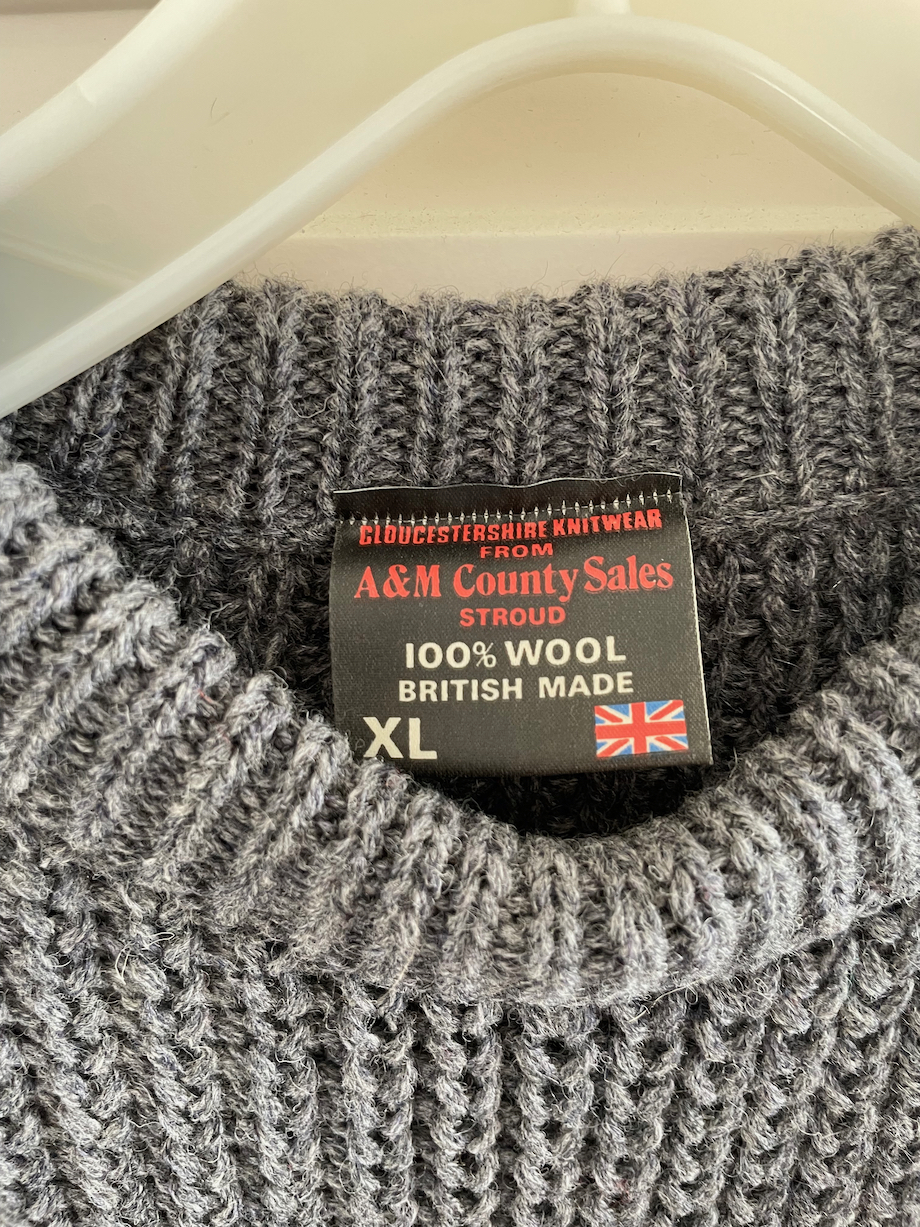 GLOUCESTERSHIRE KNITWEAR
FROM
A&M County Sales
STROUD
100% WOOL
BRITISH MADE
XL